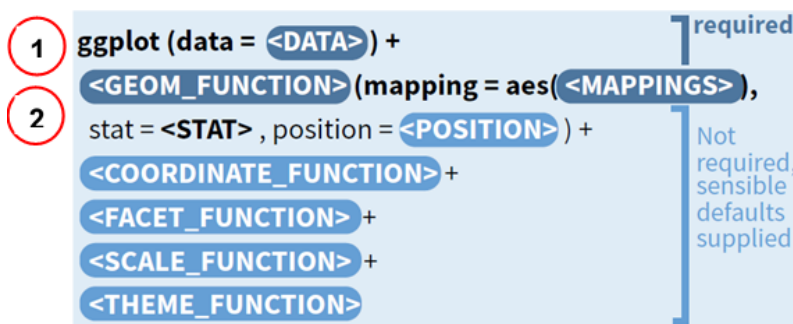 1
ggplot (data = <DATA> ) +
required
<GEOM_FUNCTION> (mapping = aes( <MAPPINGS> ),
2
stat = <STAT> , position = <POSITION> ) +
Not
required,
sensible
defaults
supplied
<COORDINATE_FUNCTION> +
<FACET_FUNCTION> +
<SCALE_FUNCTION> +
<THEME_FUNCTION>